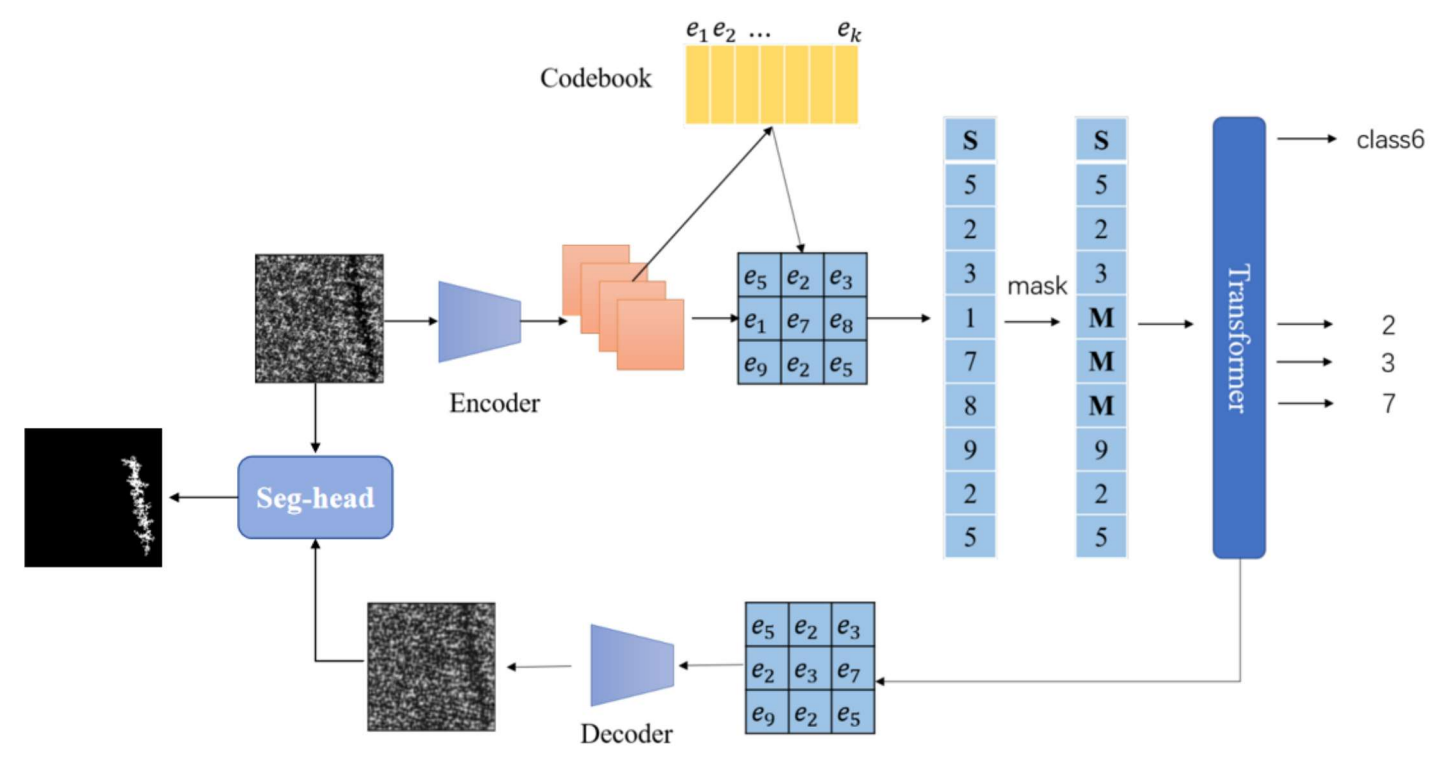 e₁ e₂ ... eₖ
Codebook
e₅ e₂ e₃
e₁ e₇ e₈
e₉ e₂ e₅
Encoder
S
5
2
3
1
7
8
9
2
5
mask
S
5
2
3
M
M
M
9
2
5
Transformer
class6
2
3
7
Seg-head
e₅ e₂ e₃
e₂ e₃ e₇
e₉ e₂ e₅
Decoder